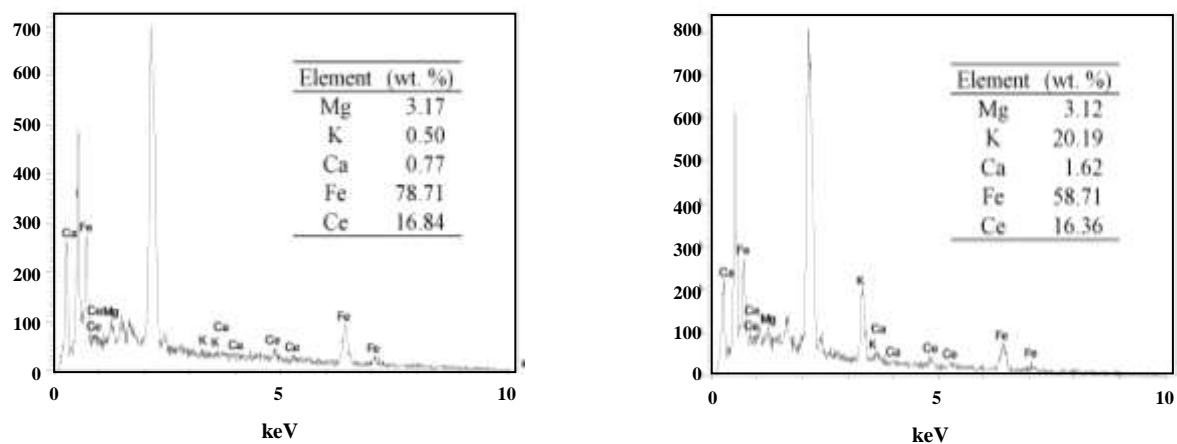 700
600
500
400
300
200
100
0
Element (wt. %)
Mg 3.17
K 0.50
Ca 0.77
Fe 78.71
Ce 16.84
Ca
Fe
Ce
Ce
Mg
K
K
Ca
Ca
Ce
Ce
Fe
Fe
0 5 10
keV
800
700
600
500
400
300
200
100
0
Element (wt. %)
Mg 3.12
K 20.19
Ca 1.62
Fe 58.71
Ce 16.36
Ca
Fe
Ce
Ce
Mg
K
K
Ca
Ca
Ce
Ce
Fe
Fe
0 5 10
keV